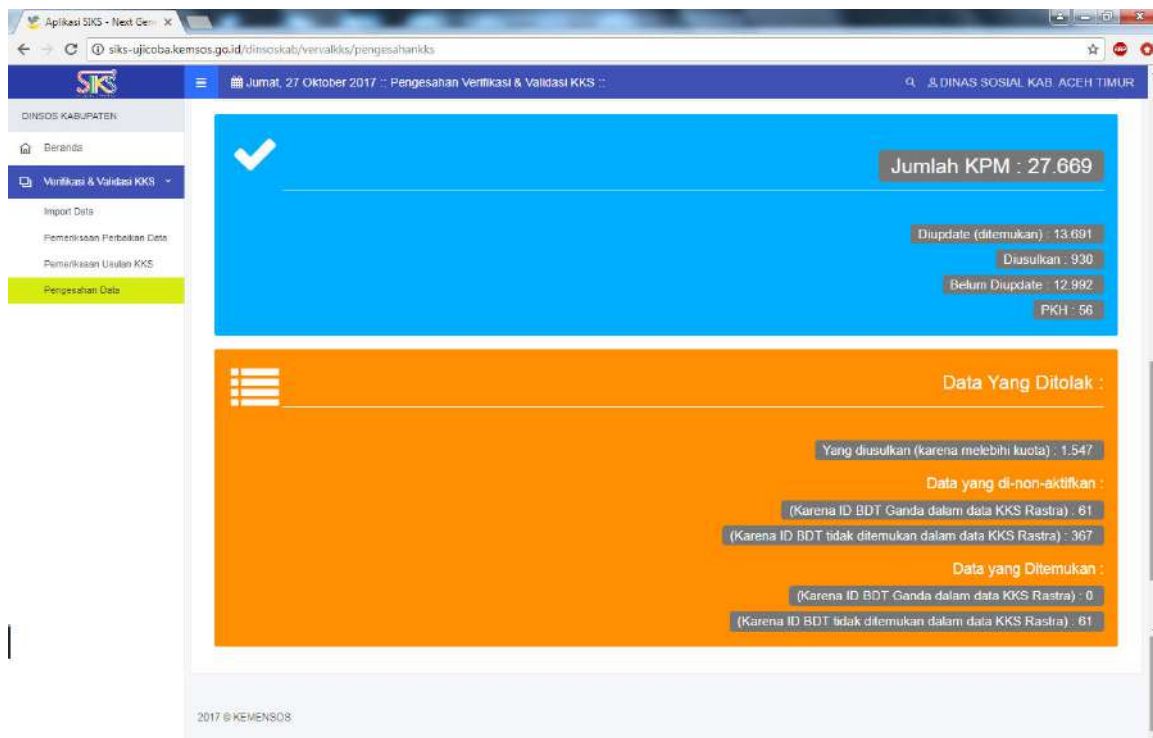 Aplikasi SIKS - Next Gen
siks-ujicoba.kemsos.go.id/dinsoskab/vervalkks/pengesahankks
SIKS
Jumat, 27 Oktober 2017 :: Pengesahan Verifikasi & Validasi KKS ::
DINAS SOSIAL KAB. ACEH TIMUR
DINSOS KABUPATEN
Beranda
Verifikasi & Validasi KKS
Import Data
Pemeriksaan Perbaikan Data
Pemeriksaan Usulan KKS
Pengesahan Data
Jumlah KPM : 27.669
Diupdate (ditemukan) : 13.691
Diusulkan : 930
Belum Diupdate : 12.992
PKH : 56
Data Yang Ditolak :
Yang diusulkan (karena melebihi kuota) : 1.547
Data yang di-non-aktifkan :
(Karena ID BDT Ganda dalam data KKS Rastra) : 61
(Karena ID BDT tidak ditemukan dalam data KKS Rastra) : 367
Data yang Ditemukan :
(Karena ID BDT Ganda dalam data KKS Rastra) : 0
(Karena ID BDT tidak ditemukan dalam data KKS Rastra) : 61
2017 © KEMENSOS